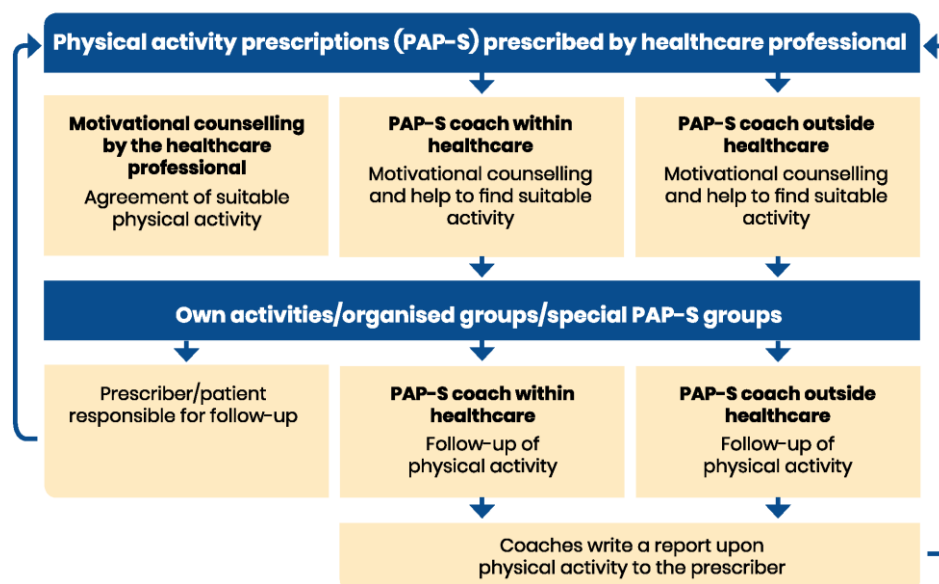 Physical activity prescriptions (PAP-S) prescribed by healthcare professional
Motivational counselling
by the healthcare
professional
Agreement of suitable
physical activity
PAP-S coach within
healthcare
Motivational counselling
and help to find suitable
activity
PAP-S coach outside
healthcare
Motivational counselling
and help to find suitable
activity
Own activities/organised groups/special PAP-S groups
Prescriber/patient
responsible for follow-up
PAP-S coach within
healthcare
Follow-up of
physical activity
PAP-S coach outside
healthcare
Follow-up of
physical activity
Coaches write a report upon
physical activity to the prescriber